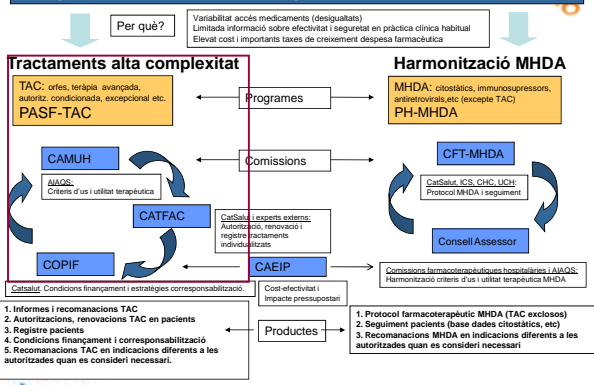 Per què?
Variabilitat accés medicaments (desigualtats)
Limitada informació sobre efectivitat i seguretat en pràctica clínica habitual
Elevat cost i importants taxes de creixement despesa farmacèutica
Tractaments alta complexitat
Harmonització MHDA
TAC: orfes, teràpia avançada,
autoritz. condicionada, excepcional etc.
PASF-TAC
Programes
MHDA: citostàtics, immunosupressors,
antiretrovirals,etc (excepte TAC)
PH-MHDA
CAMUH
Comissions
CFT-MHDA
AIAQS:
Criteris d'us i utilitat terapèutica
CatSalut, ICS, CHC, UCH:
Protocol MHDA i seguiment
CATFAC
CatSalut i experts externs:
Autorització, renovació i
registre tractaments
individualitzats
Consell Assessor
COPIF
CAEIP
Comissions farmacoterapèutiques hospitalàries i AIAQS:
Harmonització criteris d'us i utilitat terapèutica MHDA
Catsalut. Condicions finançament i estratègies corresponsabilització.
Cost-efectivitat i
Impacte pressupostari
1. Informes i recomanacions TAC
2. Autoritzacions, renovacions TAC en pacients
3. Registre pacients
4. Condicions finançament i corresponsabilització
5. Recomanacions TAC en indicacions diferents a les
autoritzades quan es consideri necessari.
Productes
1. Protocol farmacoterapèutic MHDA (TAC exclosos)
2. Seguiment pacients (base dades citostàtics, etc)
3. Recomanacions MHDA en indicacions diferents a les
autoritzades quan es consideri necessari